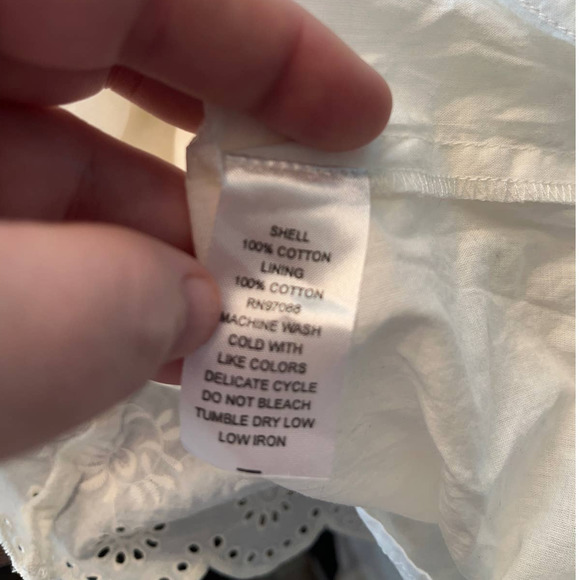 SHELL
100% COTTON
LINING
100% COTTON
RN97068
MACHINE WASH
COLD WITH
LIKE COLORS
DELICATE CYCLE
DO NOT BLEACH
TUMBLE DRY LOW
LOW IRON